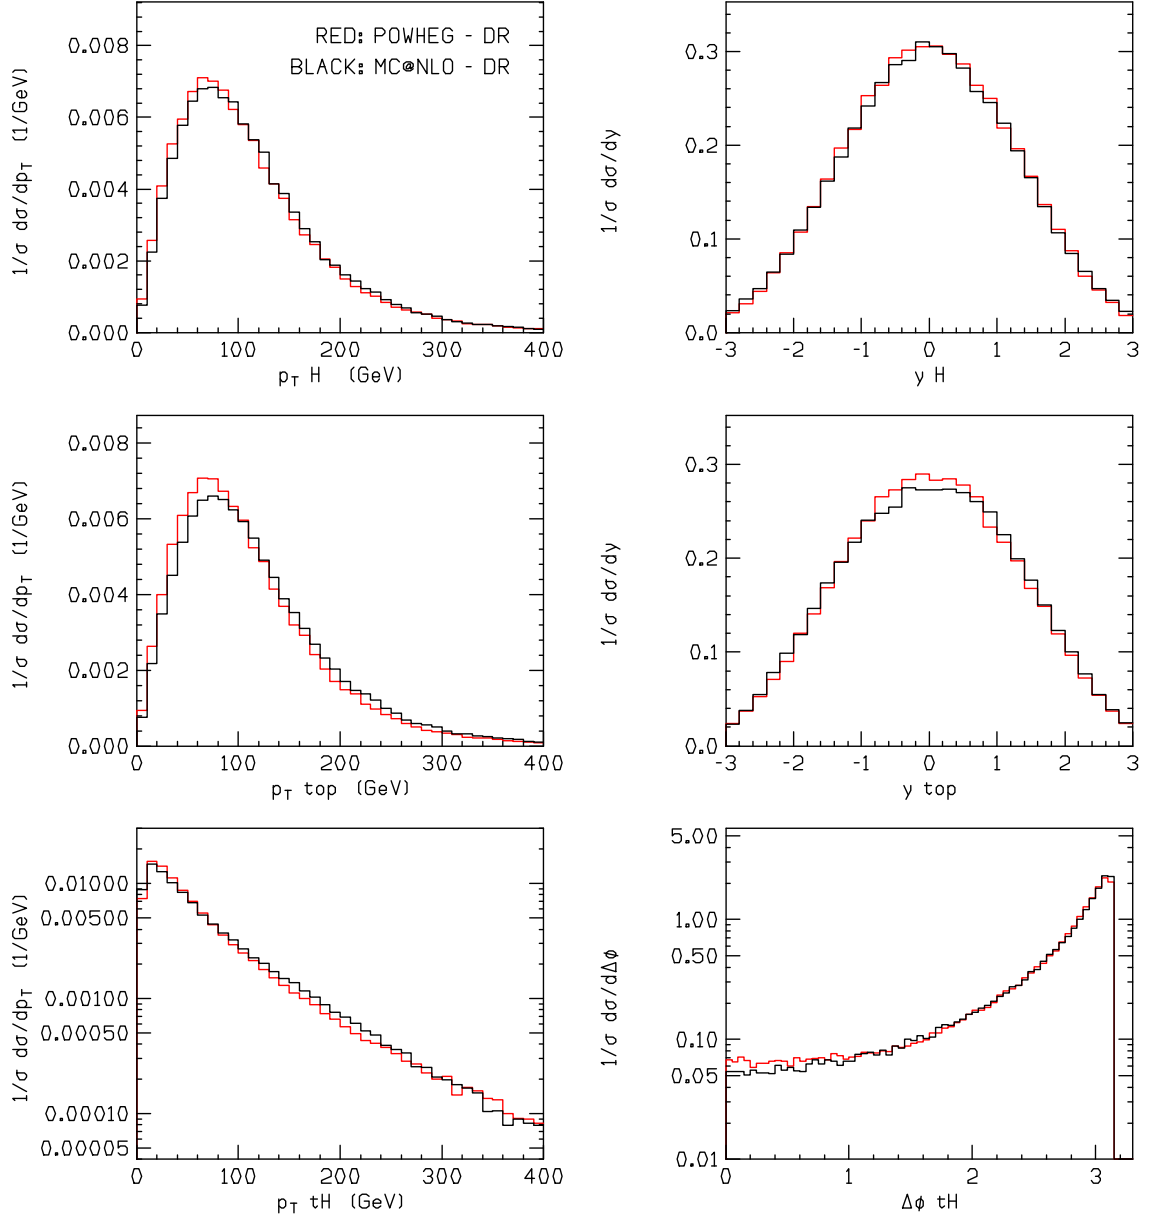 RED: POWHEG - DR
BLACK: MC@NLO - DR
1/σ dσ/dp_T (1/GeV)
0.008
0.006
0.004
0.002
0.000
0 100 200 300 400
p_T H (GeV)
1/σ dσ/dy
0.3
0.2
0.1
0.0
-3 -2 -1 0 1 2 3
y H
1/σ dσ/dp_T (1/GeV)
0.008
0.006
0.004
0.002
0.000
0 100 200 300 400
p_T top (GeV)
1/σ dσ/dy
0.3
0.2
0.1
0.0
-3 -2 -1 0 1 2 3
y top
1/σ dσ/dp_T (1/GeV)
0.01000
0.00500
0.00100
0.00050
0.00010
0.00005
0 100 200 300 400
p_T tH (GeV)
1/σ dσ/dΔϕ
5.00
1.00
0.50
0.10
0.05
0.01
0 1 2 3
Δϕ tH